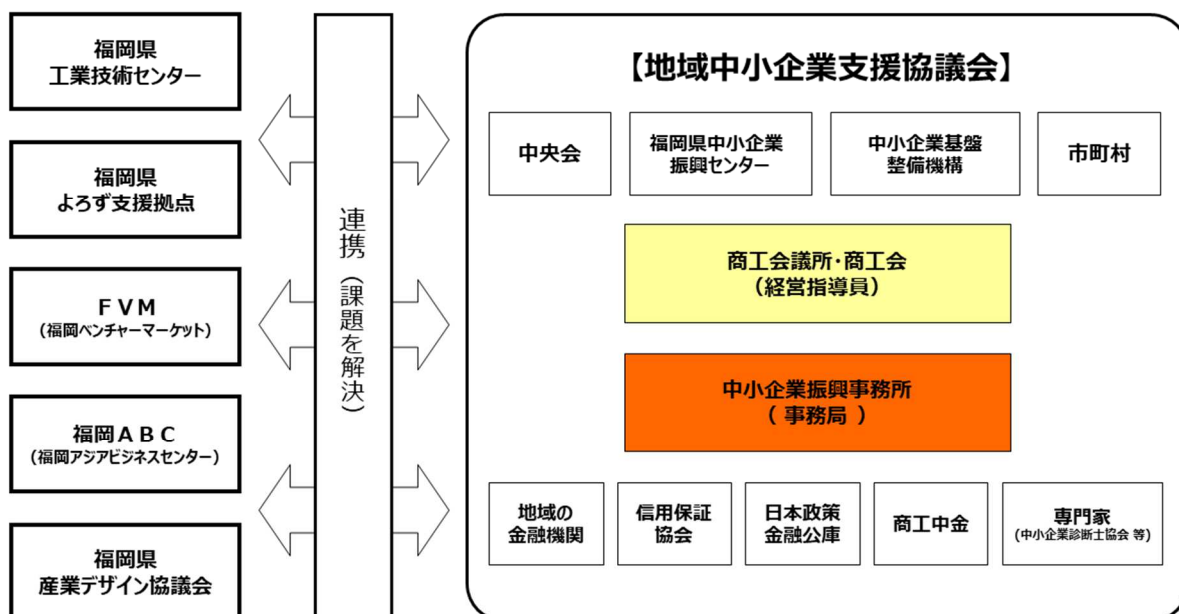 福岡県
工業技術センター
福岡県
よろず支援拠点
ＦＶＭ
(福岡ベンチャーマーケット)
福岡ＡＢＣ
(福岡アジアビジネスセンター)
福岡県
産業デザイン協議会
連携（課題を解決）
【地域中小企業支援協議会】
中央会
福岡県中小企業
振興センター
中小企業基盤
整備機構
市町村
商工会議所・商工会
（経営指導員）
中小企業振興事務所
（ 事務局 ）
地域の
金融機関
信用保証
協会
日本政策
金融公庫
商工中金
専門家
(中小企業診断士協会 等)